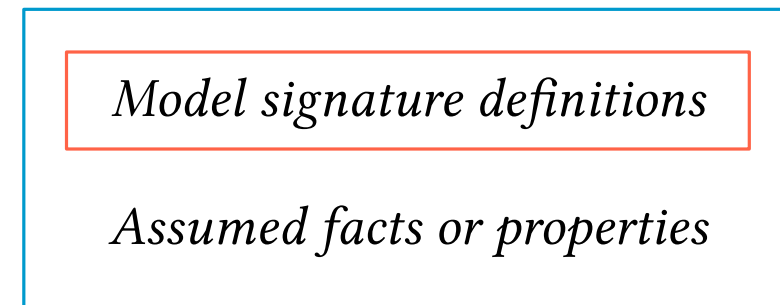 Model signature definitions
Assumed facts or properties